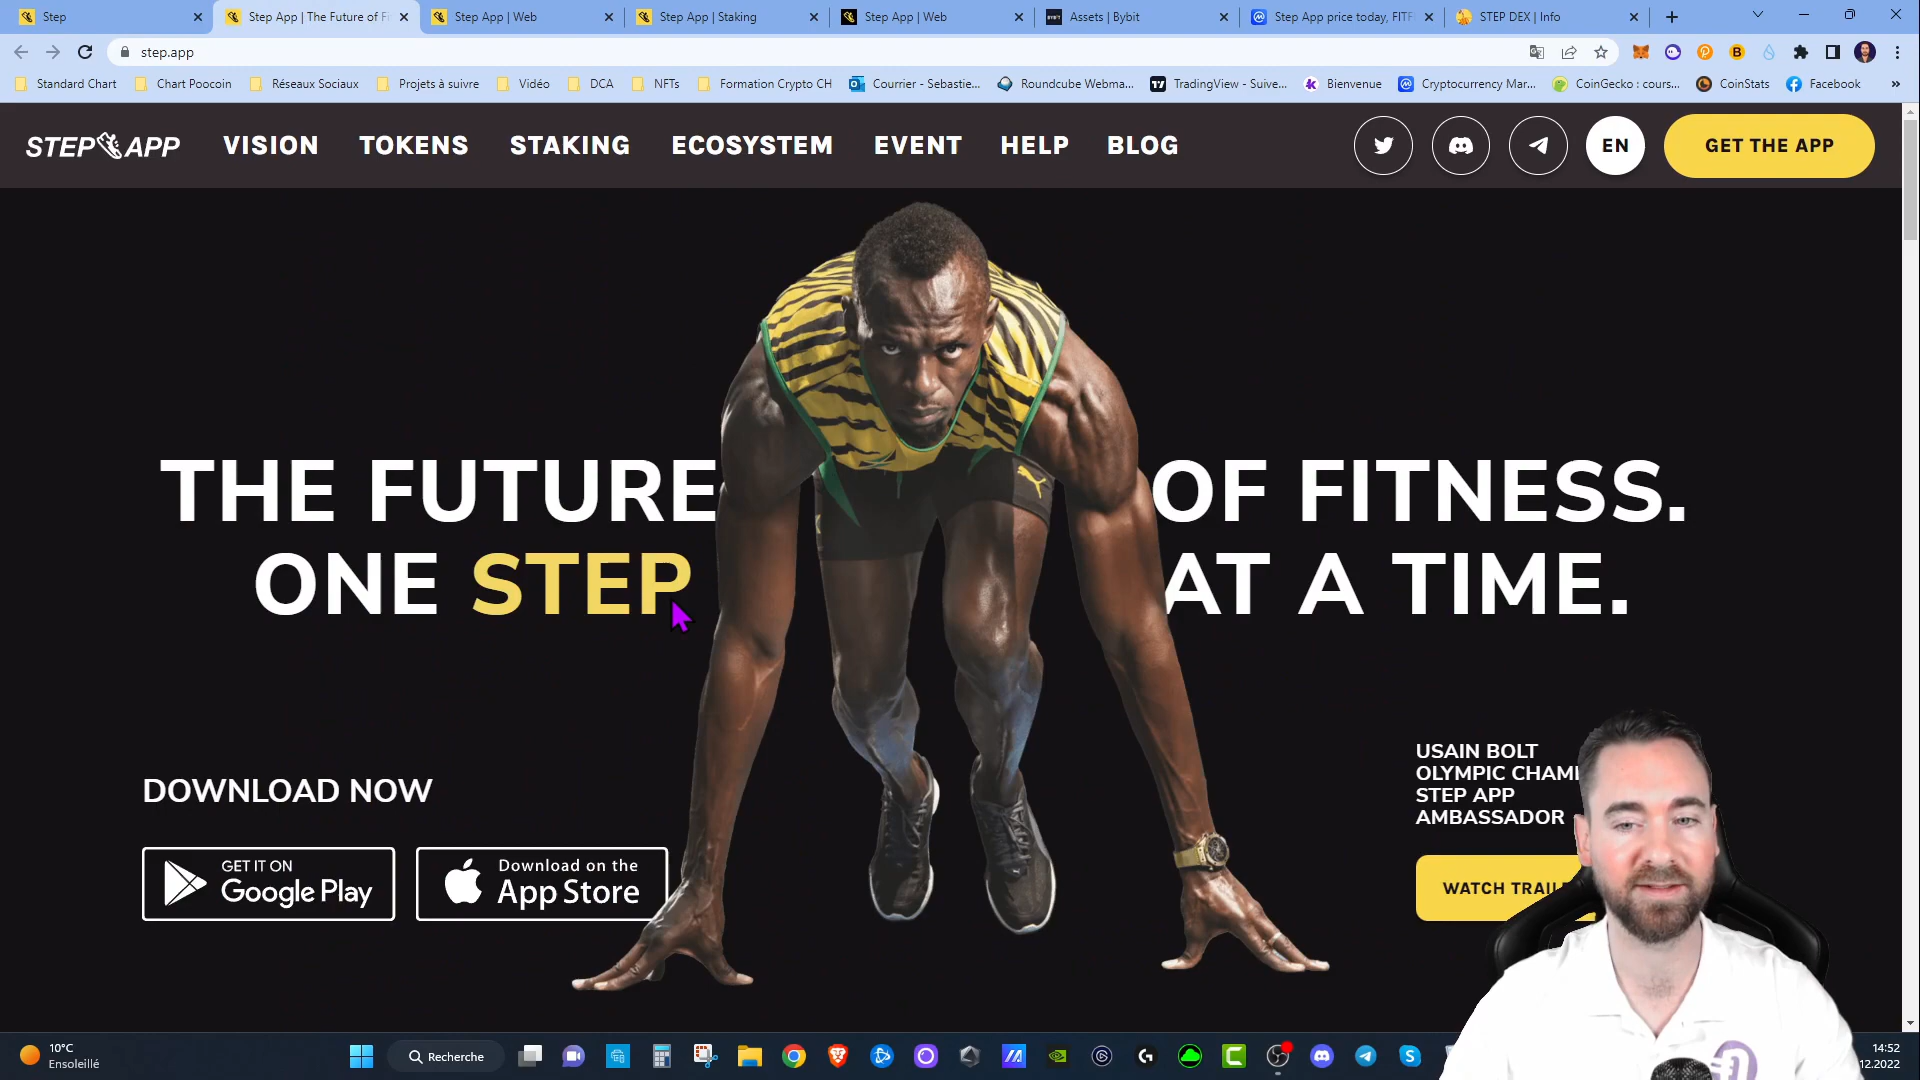 Step
Step App | The Future of Fi
Step App | Web
Step App | Staking
Step App | Web
Assets | Bybit
Step App price today, FITF
STEP DEX | Info
step.app
Standard Chart
Chart Poocoin
Réseaux Sociaux
Projets à suivre
Vidéo
DCA
NFTs
Formation Crypto CH
Courrier - Sebastie...
Roundcube Webma...
TradingView - Suive...
Bienvenue
Cryptocurrency Mar...
CoinGecko : cours...
CoinStats
Facebook
STEP APP
VISION
TOKENS
STAKING
ECOSYSTEM
EVENT
HELP
BLOG
EN
GET THE APP
THE FUTURE OF FITNESS.
ONE STEP AT A TIME.
DOWNLOAD NOW
GET IT ON
Google Play
Download on the
App Store
USAIN BOLT
OLYMPIC
STEP APP
AMBASSADOR
WATCH
10°C
Ensoleillé
Recherche
14:52
12.2022